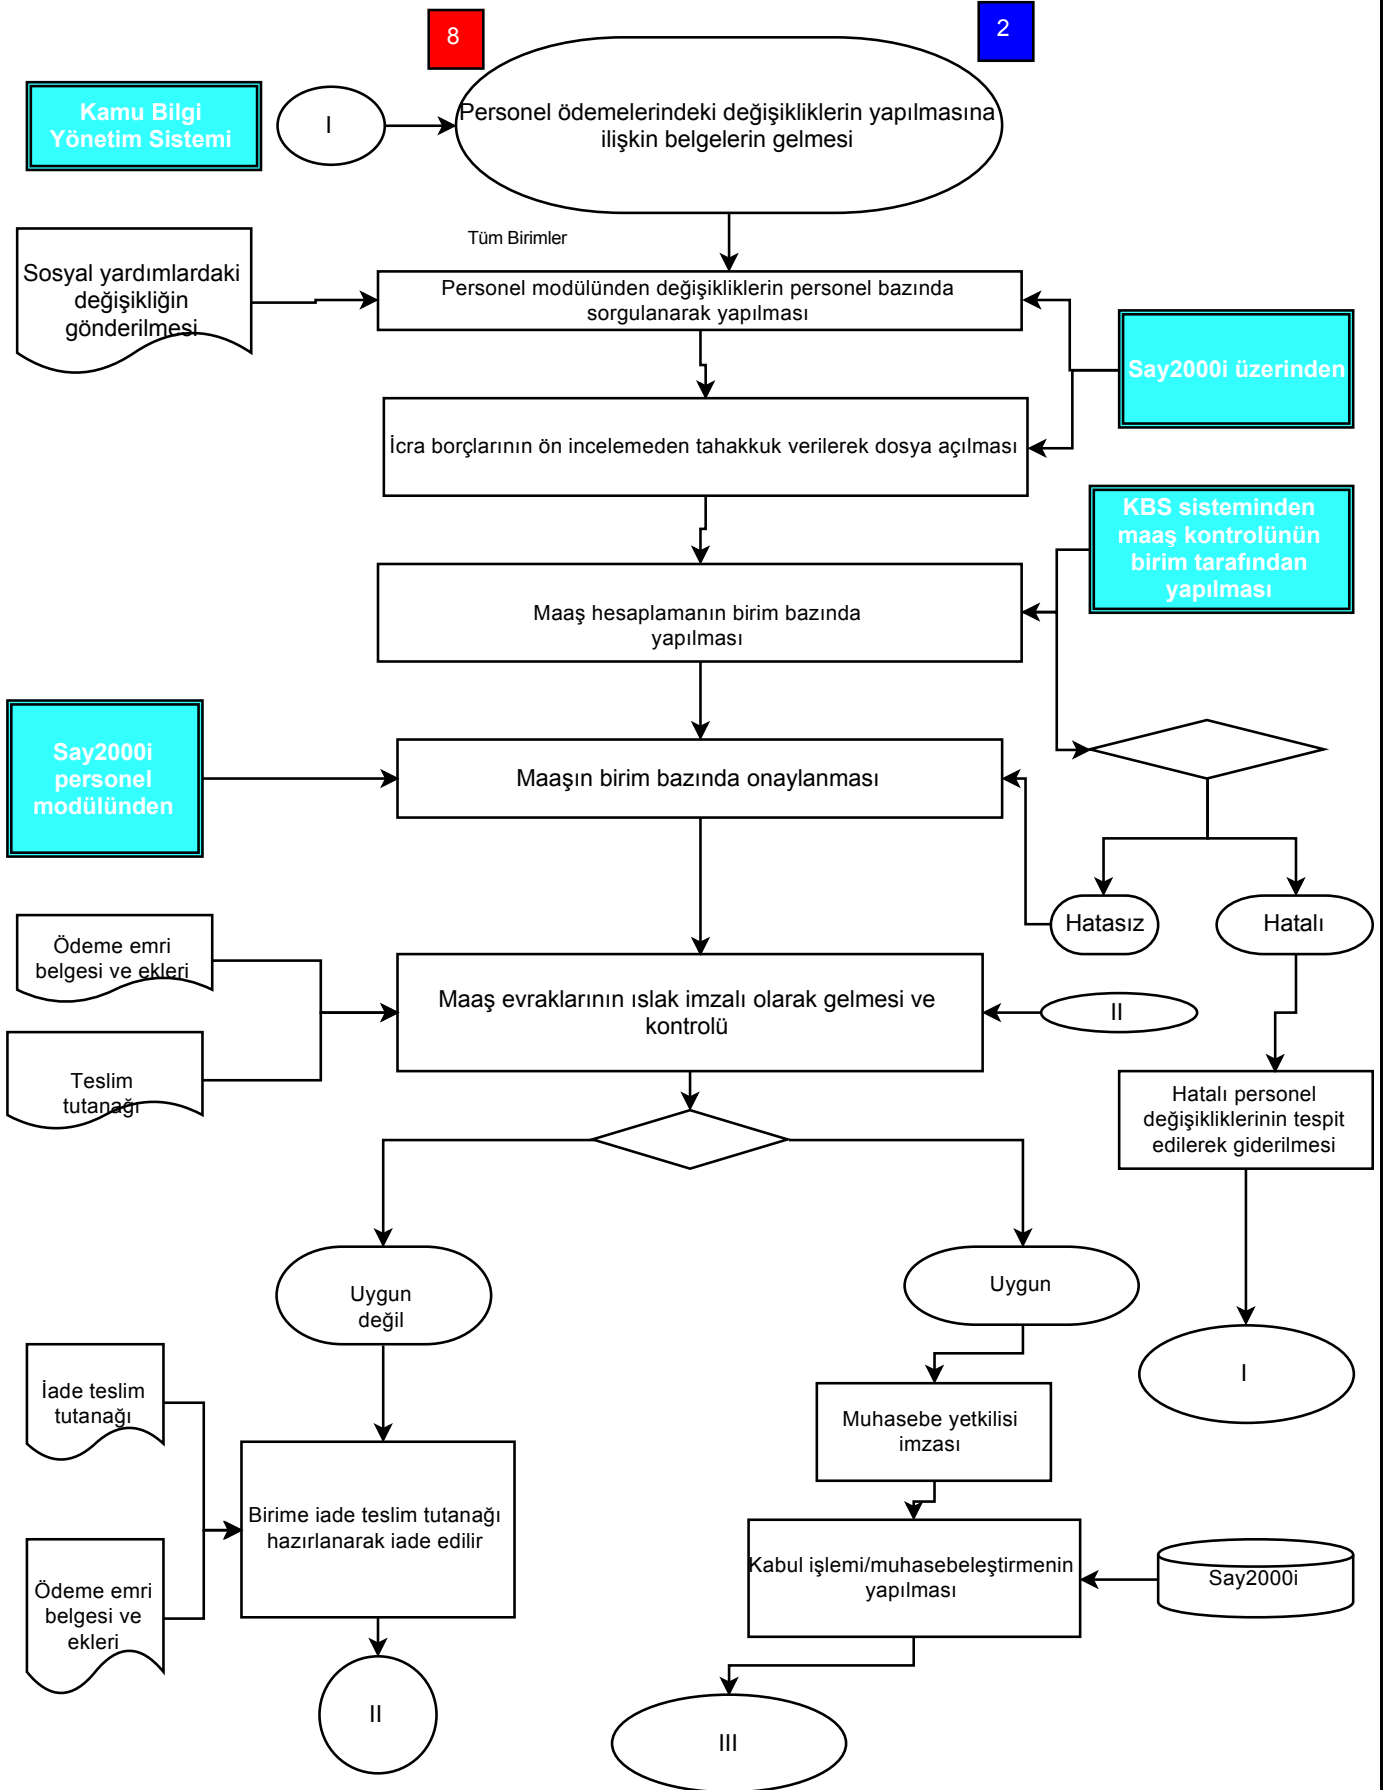 8
2
Kamu Bilgi
Yönetim Sistemi
I
Personel ödemelerindeki değişikliklerin yapılmasına
ilişkin belgelerin gelmesi
Tüm Birimler
Sosyal yardımlardaki
değişikliğin
gönderilmesi
Personel modülünden değişikliklerin personel bazında
sorgulanarak yapılması
Say2000i üzerinden
İcra borçlarının ön incelemeden tahakkuk verilerek dosya açılması
KBS sisteminden
maaş kontrolünün
birim tarafından
yapılması
Maaş hesaplamanın birim bazında
yapılması
Say2000i
personel
modülünden
Maaşın birim bazında onaylanması
Hatasız
Hatalı
Ödeme emri
belgesi ve ekleri
Maaş evraklarının ıslak imzalı olarak gelmesi ve
kontrolü
II
Teslim
tutanağı
Hatalı personel
değişikliklerinin tespit
edilerek giderilmesi
Uygun
değil
Uygun
I
İade teslim
tutanağı
Muhasebe yetkilisi
imzası
Birime iade teslim tutanağı
hazırlanarak iade edilir
Kabul işlemi/muhasebeleştirmenin
yapılması
Say2000i
Ödeme emri
belgesi ve
ekleri
II
III